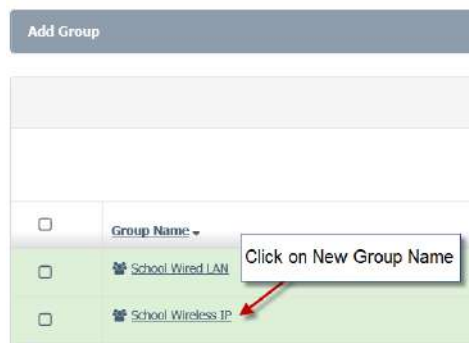 Add Group
Group Name
School Wired LAN
Click on New Group Name
School Wireless IP